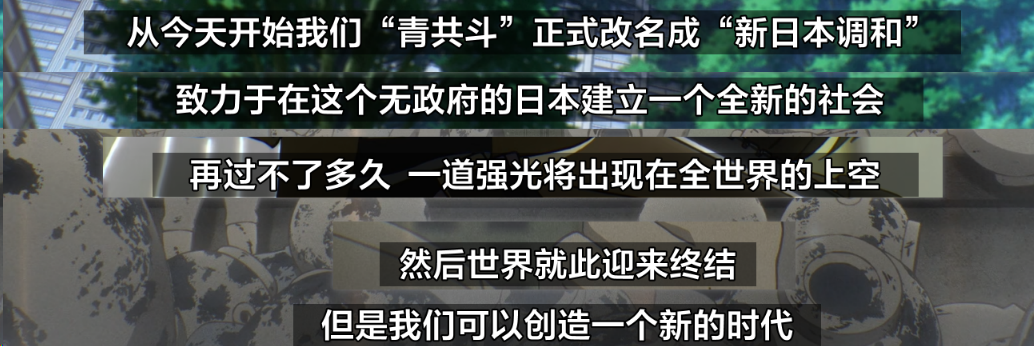 从今天开始我们“青共斗”正式改名成“新日本调和”
致力于在这个无政府的日本建立一个全新的社会
再过不了多久 一道强光将出现在全世界的上空
然后世界就此迎来终结
但是我们可以创造一个新的时代